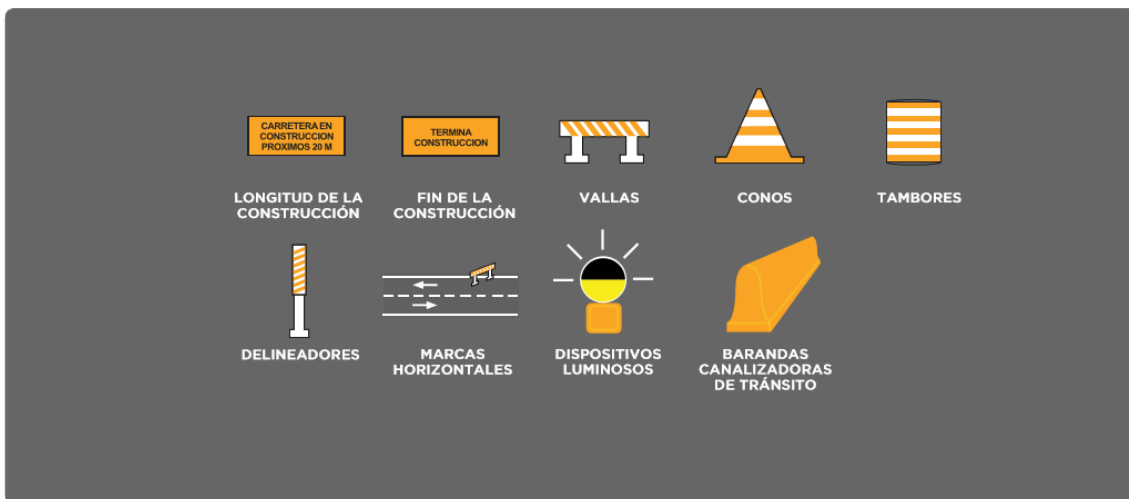 CARRETERA EN
CONSTRUCCION
PROXIMOS 20 M
TERMINA
CONSTRUCCION
LONGITUD DE LA
CONSTRUCCIÓN
FIN DE LA
CONSTRUCCIÓN
VALLAS
CONOS
TAMBORES
DELINEADORES
MARCAS
HORIZONTALES
DISPOSITIVOS
LUMINOSOS
BARANDAS
CANALIZADORAS
DE TRÁNSITO